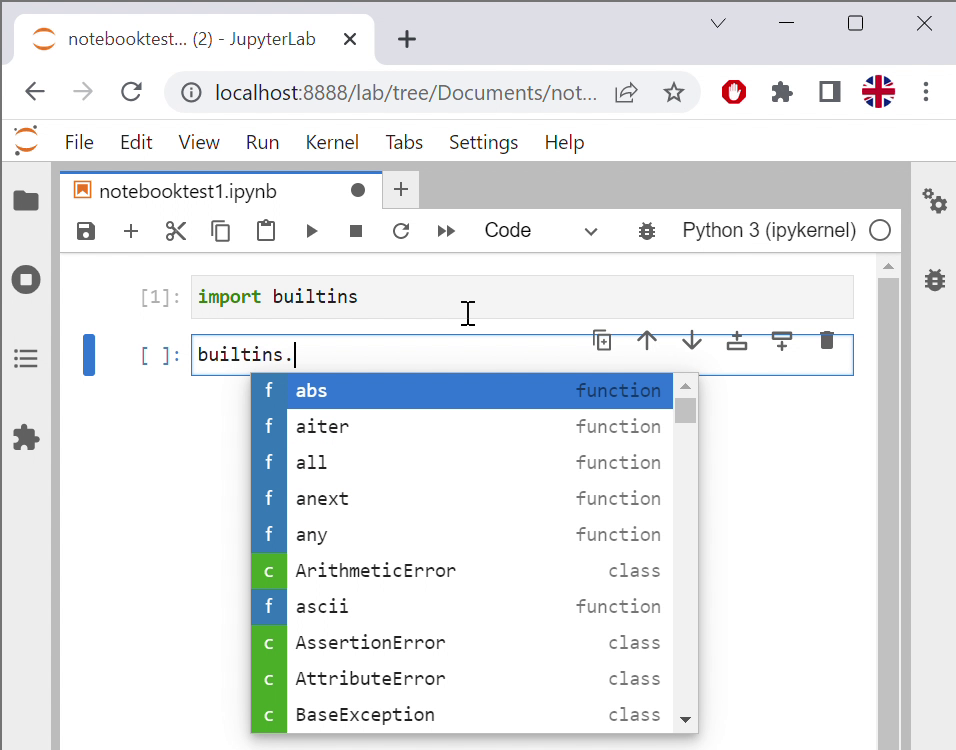 notebooktest... (2) - JupyterLab
localhost:8888/lab/tree/Documents/not...
File Edit View Run Kernel Tabs Settings Help
notebooktest1.ipynb
Code Python 3 (ipykernel)
[1]: import builtins
[ ]: builtins.
f abs function
f aiter function
f all function
f anext function
f any function
c ArithmeticError class
f ascii function
c AssertionError class
c AttributeError class
c BaseException class